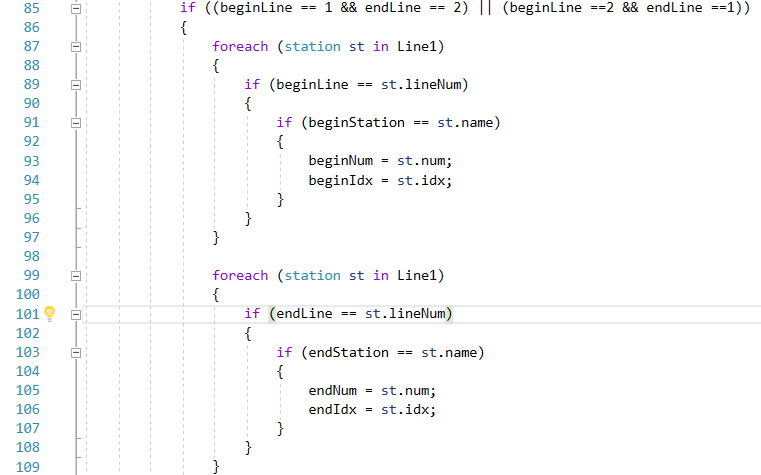 85 if ((beginLine == 1 && endLine == 2) || (beginLine ==2 && endLine ==1))
86 {
87 foreach (station st in Line1)
88 {
89 if (beginLine == st.lineNum)
90 {
91 if (beginStation == st.name)
92 {
93 beginNum = st.num;
94 beginIdx = st.idx;
95 }
96 }
97 }
98
99 foreach (station st in Line1)
100 {
101 if (endLine == st.lineNum)
102 {
103 if (endStation == st.name)
104 {
105 endNum = st.num;
106 endIdx = st.idx;
107 }
108 }
109 }